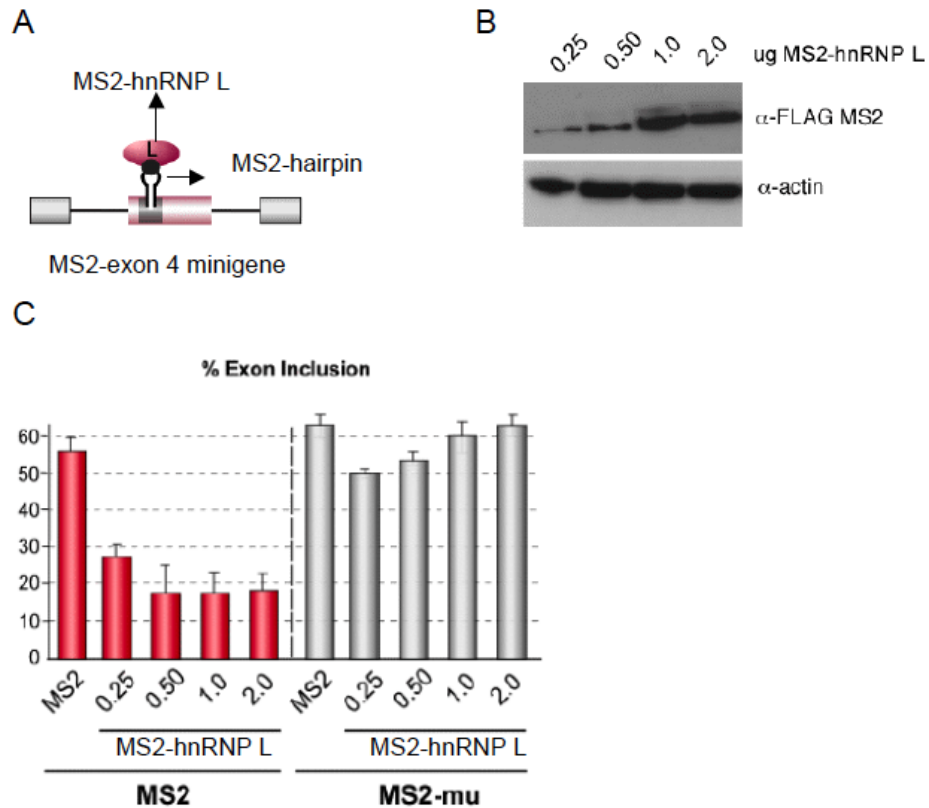 A
MS2-hnRNP L
L
MS2-hairpin
MS2-exon 4 minigene
B
0.25 0.50 1.0 2.0 ug MS2-hnRNP L
α-FLAG MS2
α-actin
C
% Exon Inclusion
60
50
40
30
20
10
0
MS2 0.25 0.50 1.0 2.0 MS2 0.25 0.50 1.0 2.0
MS2-hnRNP L MS2-hnRNP L
MS2 MS2-mu